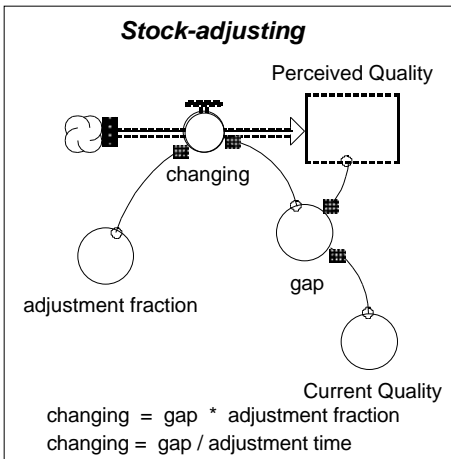 Stock-adjusting
Perceived Quality
changing
gap
adjustment fraction
Current Quality
changing = gap * adjustment fraction
changing = gap / adjustment time